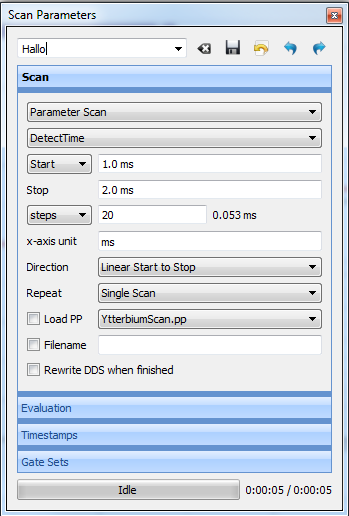 Scan Parameters
Hallo
Scan
Parameter Scan
DetectTime
Start 1.0 ms
Stop 2.0 ms
steps 20 0.053 ms
x-axis unit ms
Direction Linear Start to Stop
Repeat Single Scan
Load PP YtterbiumScan.pp
Filename
Rewrite DDS when finished
Evaluation
Timestamps
Gate Sets
Idle 0:00:05 / 0:00:05